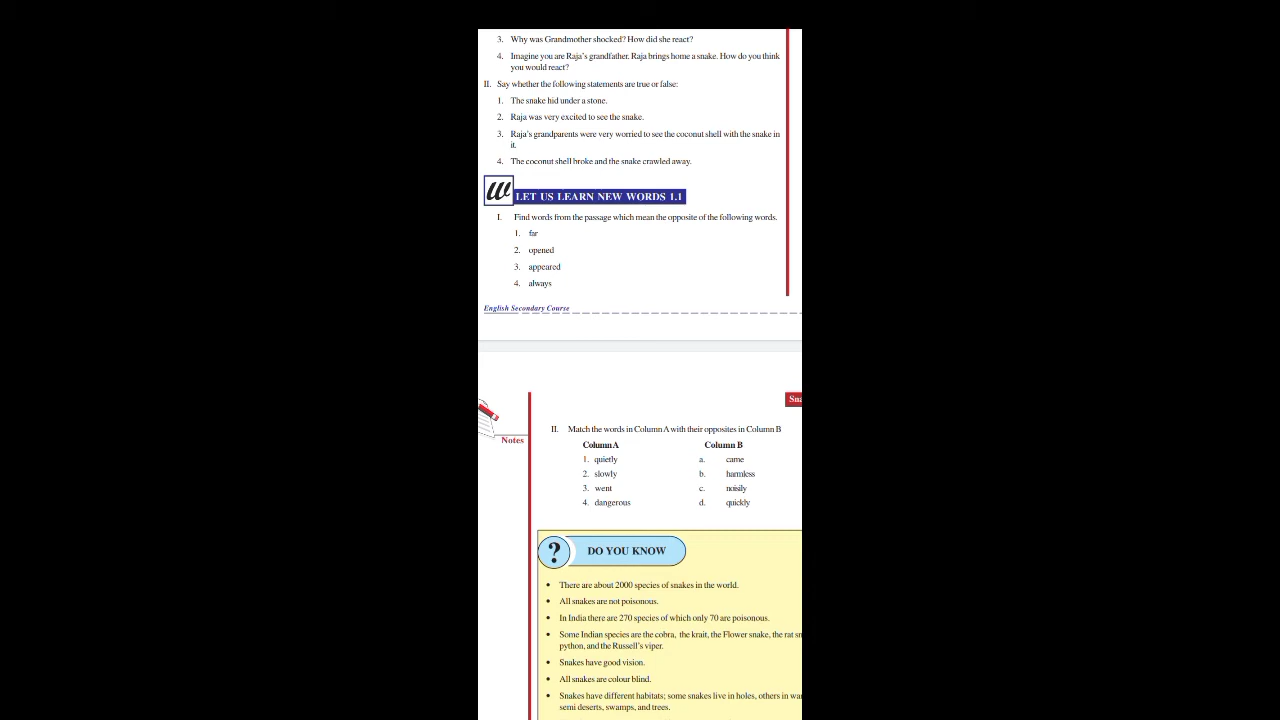 3. Why was Grandmother shocked? How did she react?
4. Imagine you are Raja's grandfather. Raja brings home a snake. How do you think
you would react?
II. Say whether the following statements are true or false:
1. The snake hid under a stone.
2. Raja was very excited to see the snake.
3. Raja's grandparents were very worried to see the coconut shell with the snake in
it.
4. The coconut shell broke and the snake crawled away.
W LET US LEARN NEW WORDS 1.1
I. Find words from the passage which mean the opposite of the following words.
1. far
2. opened
3. appeared
4. always
English Secondary Course
Sna
Notes
II. Match the words in Column A with their opposites in Column B
Column A Column B
1. quietly a. came
2. slowly b. harmless
3. went c. noisily
4. dangerous d. quickly
? DO YOU KNOW
• There are about 2000 species of snakes in the world.
• All snakes are not poisonous.
• In India there are 270 species of which only 70 are poisonous.
• Some Indian species are the cobra, the krait, the Flower snake, the rat sn
python, and the Russell's viper.
• Snakes have good vision.
• All snakes are colour blind.
• Snakes have different habitats; some snakes live in holes, others in wa
semi deserts, swamps, and trees.